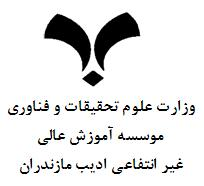 وزارت علوم تحقیقات و فناوری
موسسه آموزش عالی
غیر انتفاعی ادیب مازندران